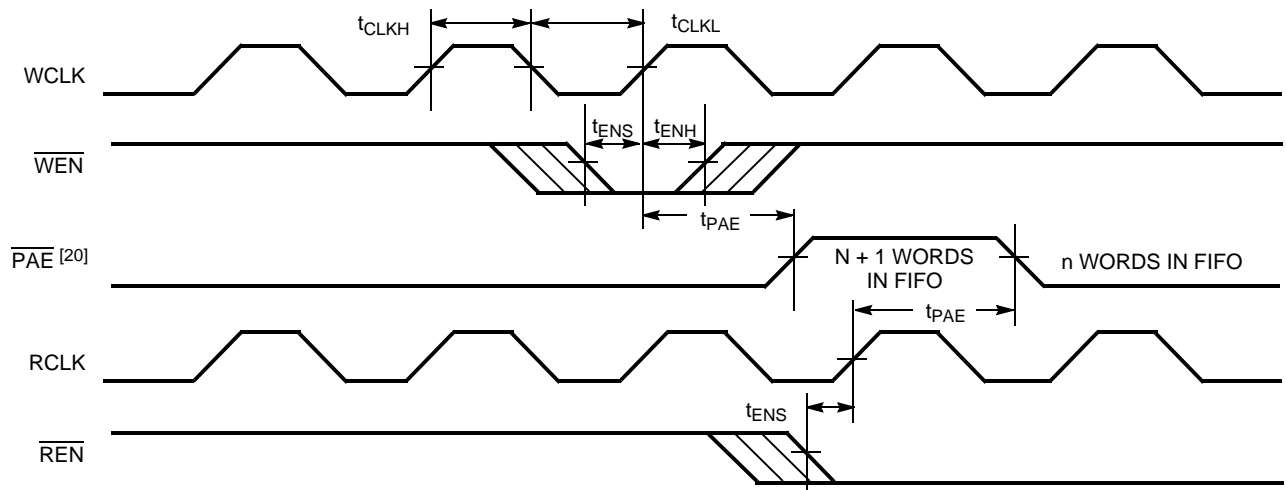 tCLKH
tCLKL
WCLK
tENS
tENH
WEN
tPAE
PAE [20]
N + 1 WORDS
IN FIFO
n WORDS IN FIFO
tPAE
RCLK
tENS
REN